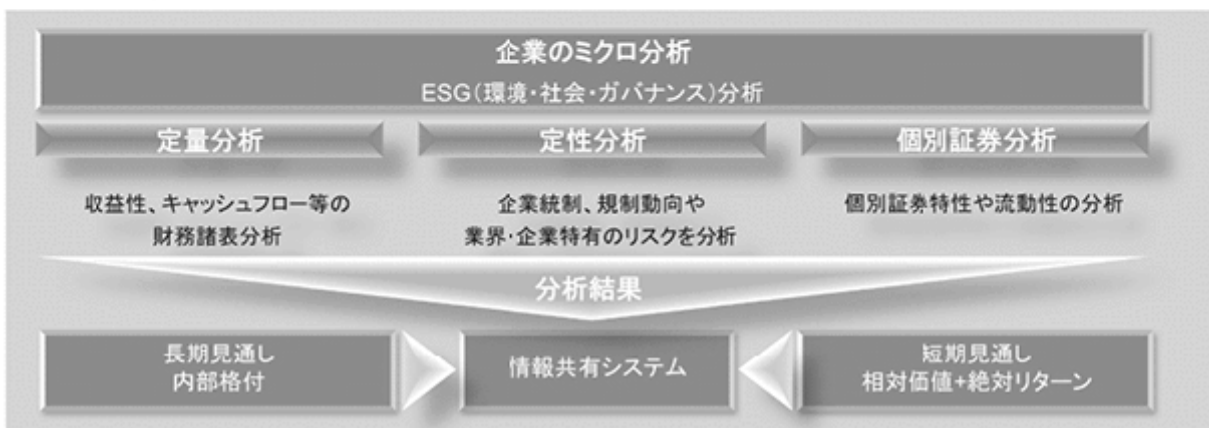 企業のミクロ分析
ESG(環境・社会・ガバナンス)分析
定量分析
収益性、キャッシュフロー等の
財務諸表分析
定性分析
企業統制、規制動向や
業界・企業特有のリスクを分析
個別証券分析
個別証券特性や流動性の分析
分析結果
長期見通し
内部格付
情報共有システム
短期見通し
相対価値+絶対リターン